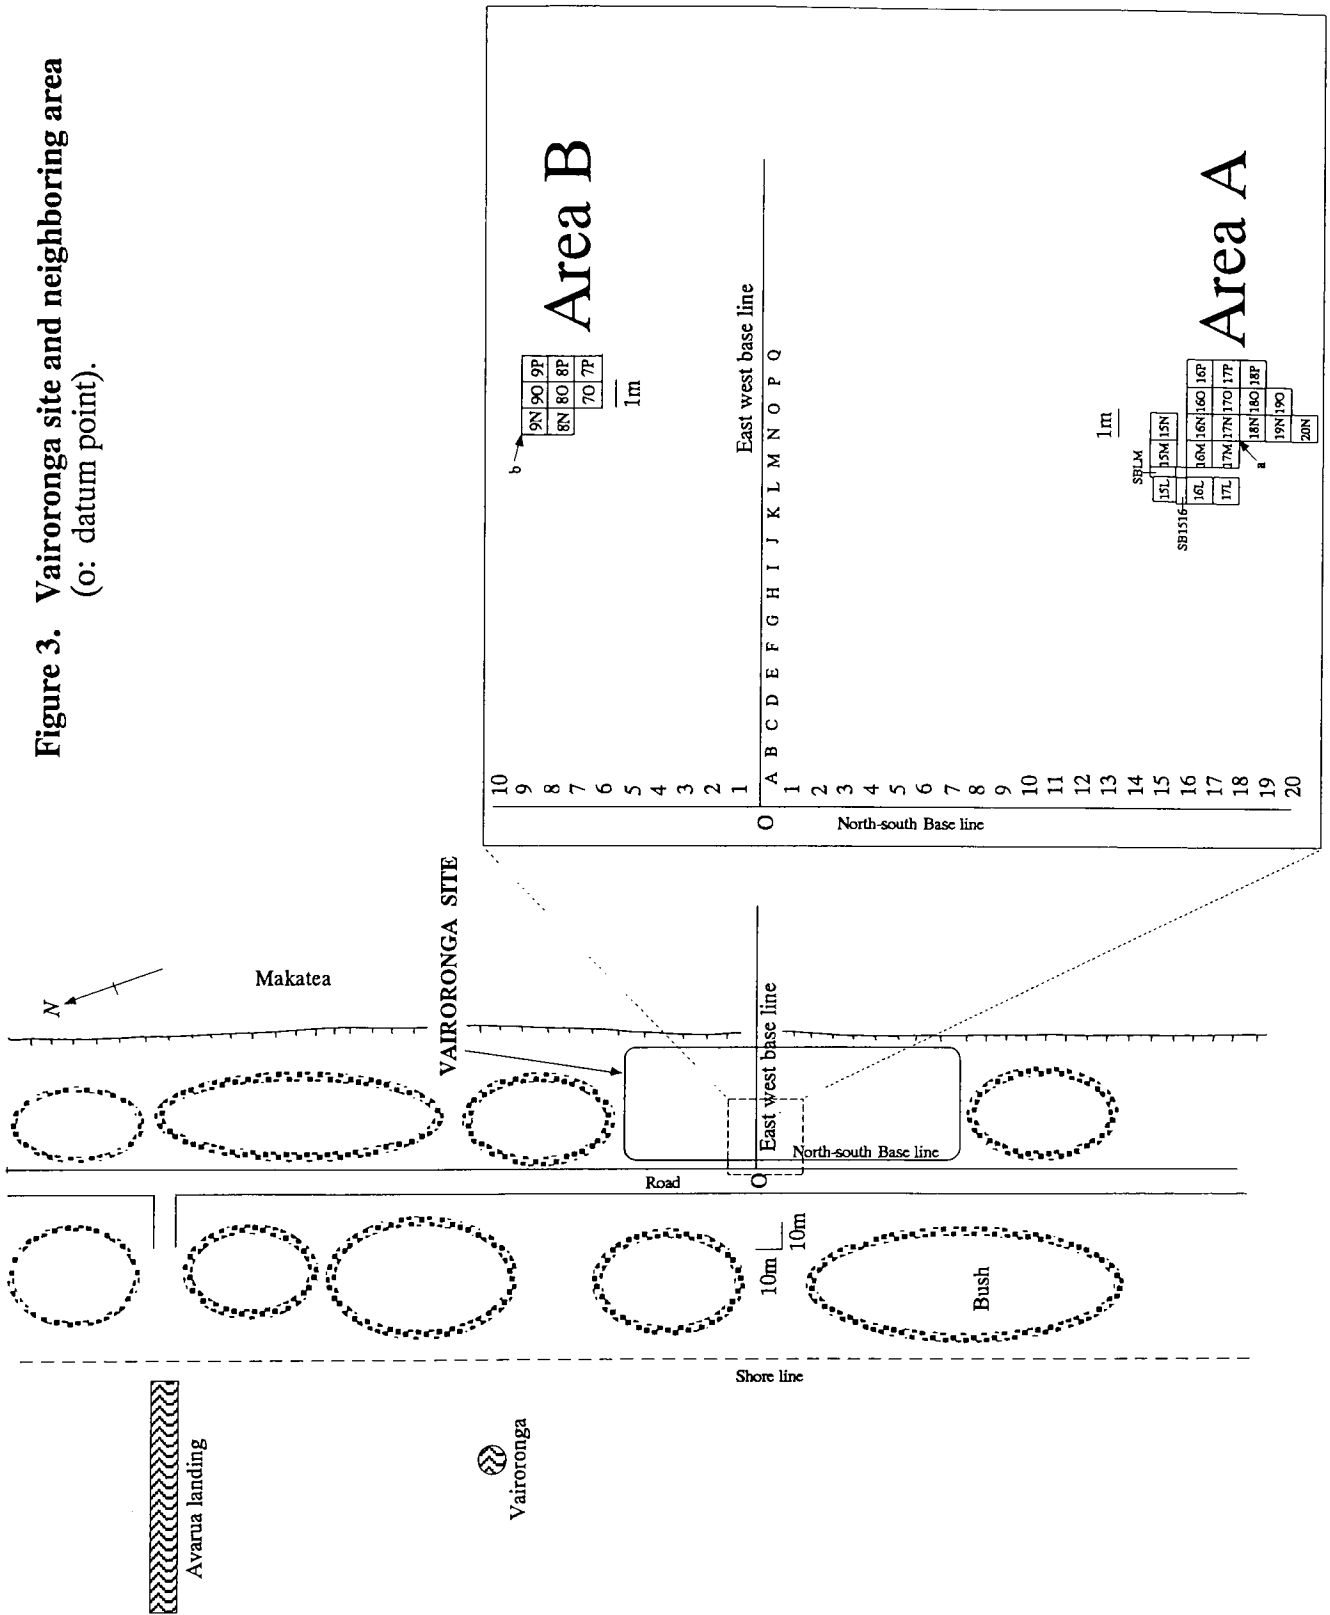 Figure 3. Vairoronga site and neighboring area
(o: datum point).
N
Makatea
VAIRORONGA SITE
East west base line
North-south Base line
Road
O
10m
10m
Bush
Shore line
Avarua landing
Vairoronga
10
9
8
7
6
5
4
3
2
1
O
1
2
3
4
5
6
7
8
9
10
11
12
13
14
15
16
17
18
19
20
North-south Base line
A B C D E F G H I J K L M N O P Q
East west base line
Area B
b
9N 9O 9P
8N 8O 8P
7O 7P
1m
Area A
1m
SBLM
SB1516
15L 15M 15N
16L 16M 16N 16O 16P
17L 17M 17N 17O 17P
18N 18O 18P
19N 19O
20N
a